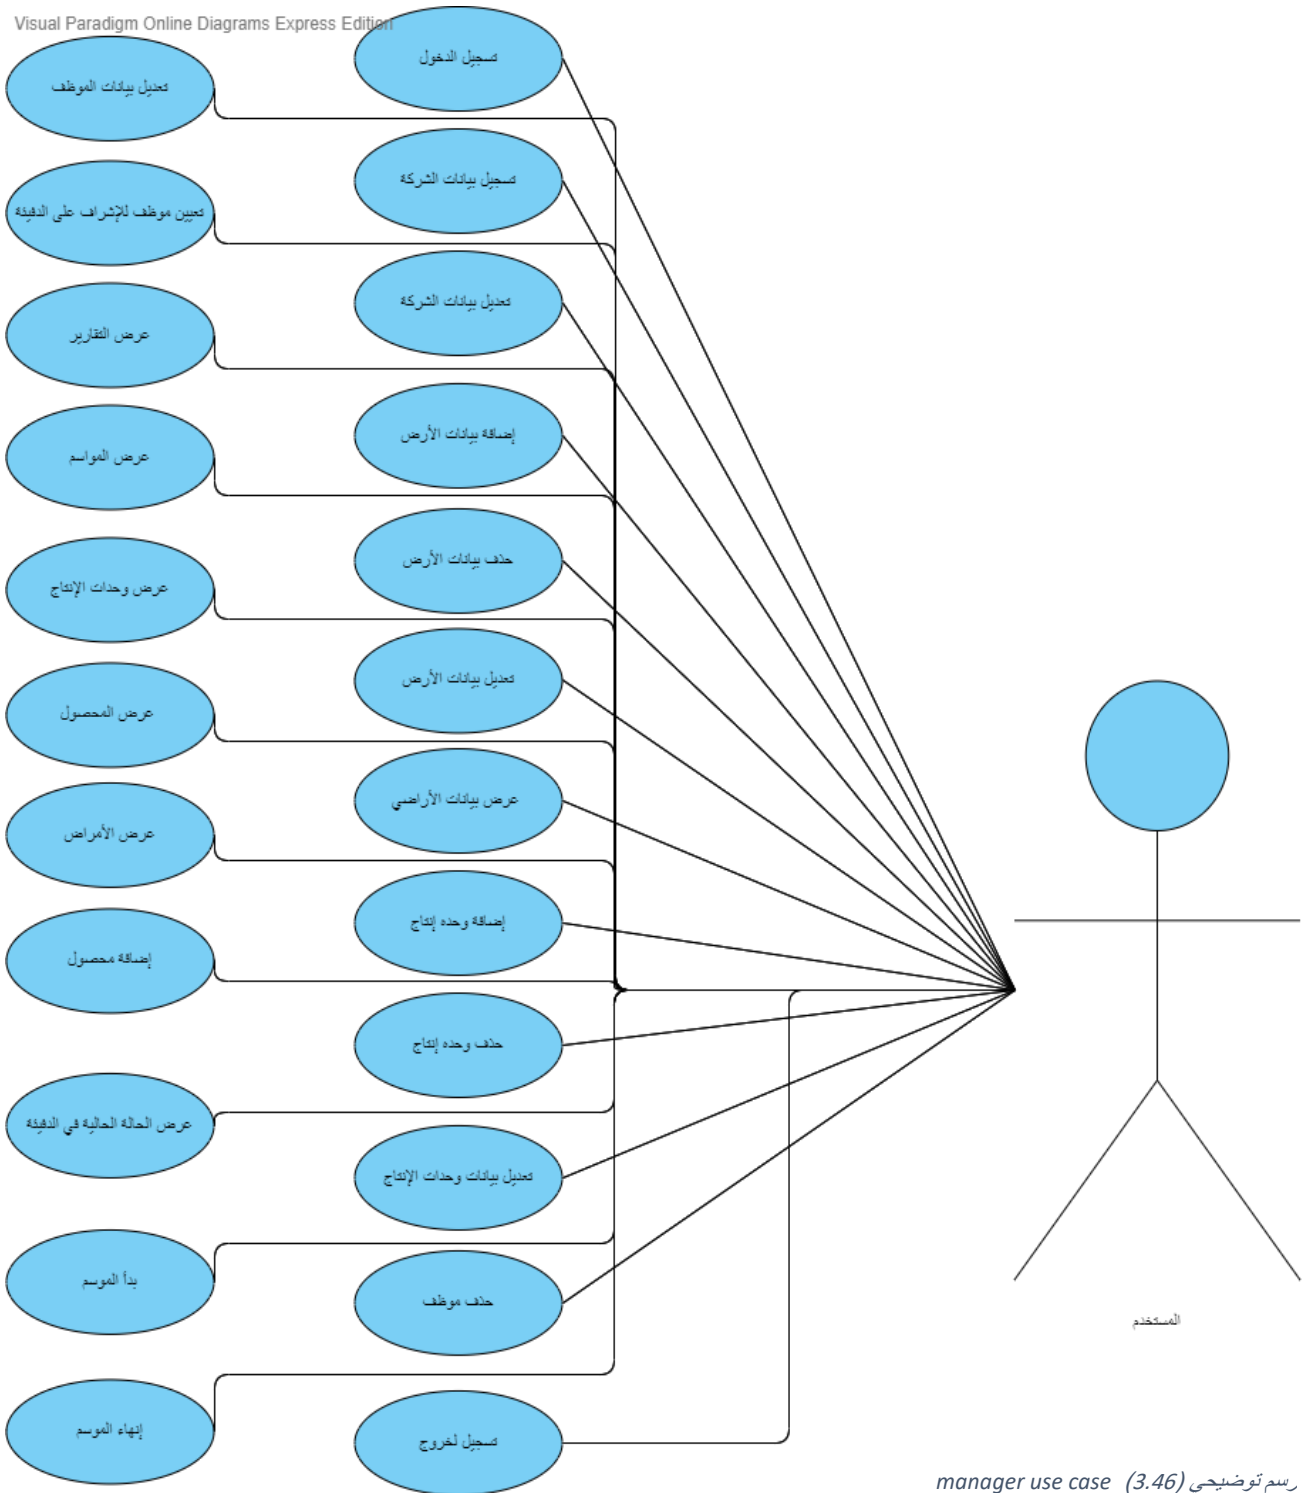 Visual Paradigm Online Diagrams Express Edition
تسجيل الدخول
تعديل بيانات الموظف
تسجيل بيانات الشركة
تعيين موظف للإشراف على الدفيئة
تعديل بيانات الشركة
عرض التقارير
إضافة بيانات الأرض
عرض المواسم
حذف بيانات الأرض
عرض وحدات الإنتاج
تعديل بيانات الأرض
عرض المحصول
عرض بيانات الأراضي
عرض الأمراض
إضافة وحده إنتاج
إضافة محصول
حذف وحده إنتاج
عرض الحالة الحالية في الدفيئة
تعديل بيانات وحدات الإنتاج
بدأ الموسم
حذف موظف
المستخدم
إنهاء الموسم
تسجيل لخروج
رسم توضيحي (3.46) manager use case